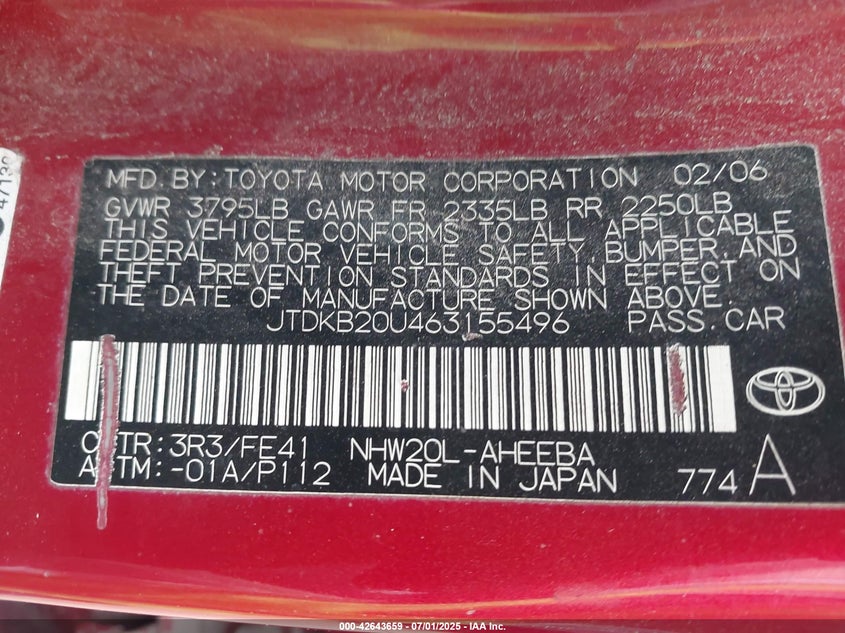 MFD.BY:TOYOTA MOTOR CORPORATION 02/06
GVWR 3795LB GAWR FR 2335LB RR 2250LB
THIS VEHICLE CONFORMS TO ALL APPLICABLE
FEDERAL MOTOR VEHICLE SAFETY,BUMPER,AND
THEFT PREVENTION STANDARDS IN EFFECT ON
THE DATE OF MANUFACTURE SHOWN ABOVE.
JTDKB20U463155496 PASS.CAR
C/TR:3R3/FE41 NHW20L-AHEEBA
A/TM:-01A/P112 MADE IN JAPAN 774A
000-42643659 // 07/01/2025 // IAA Inc.